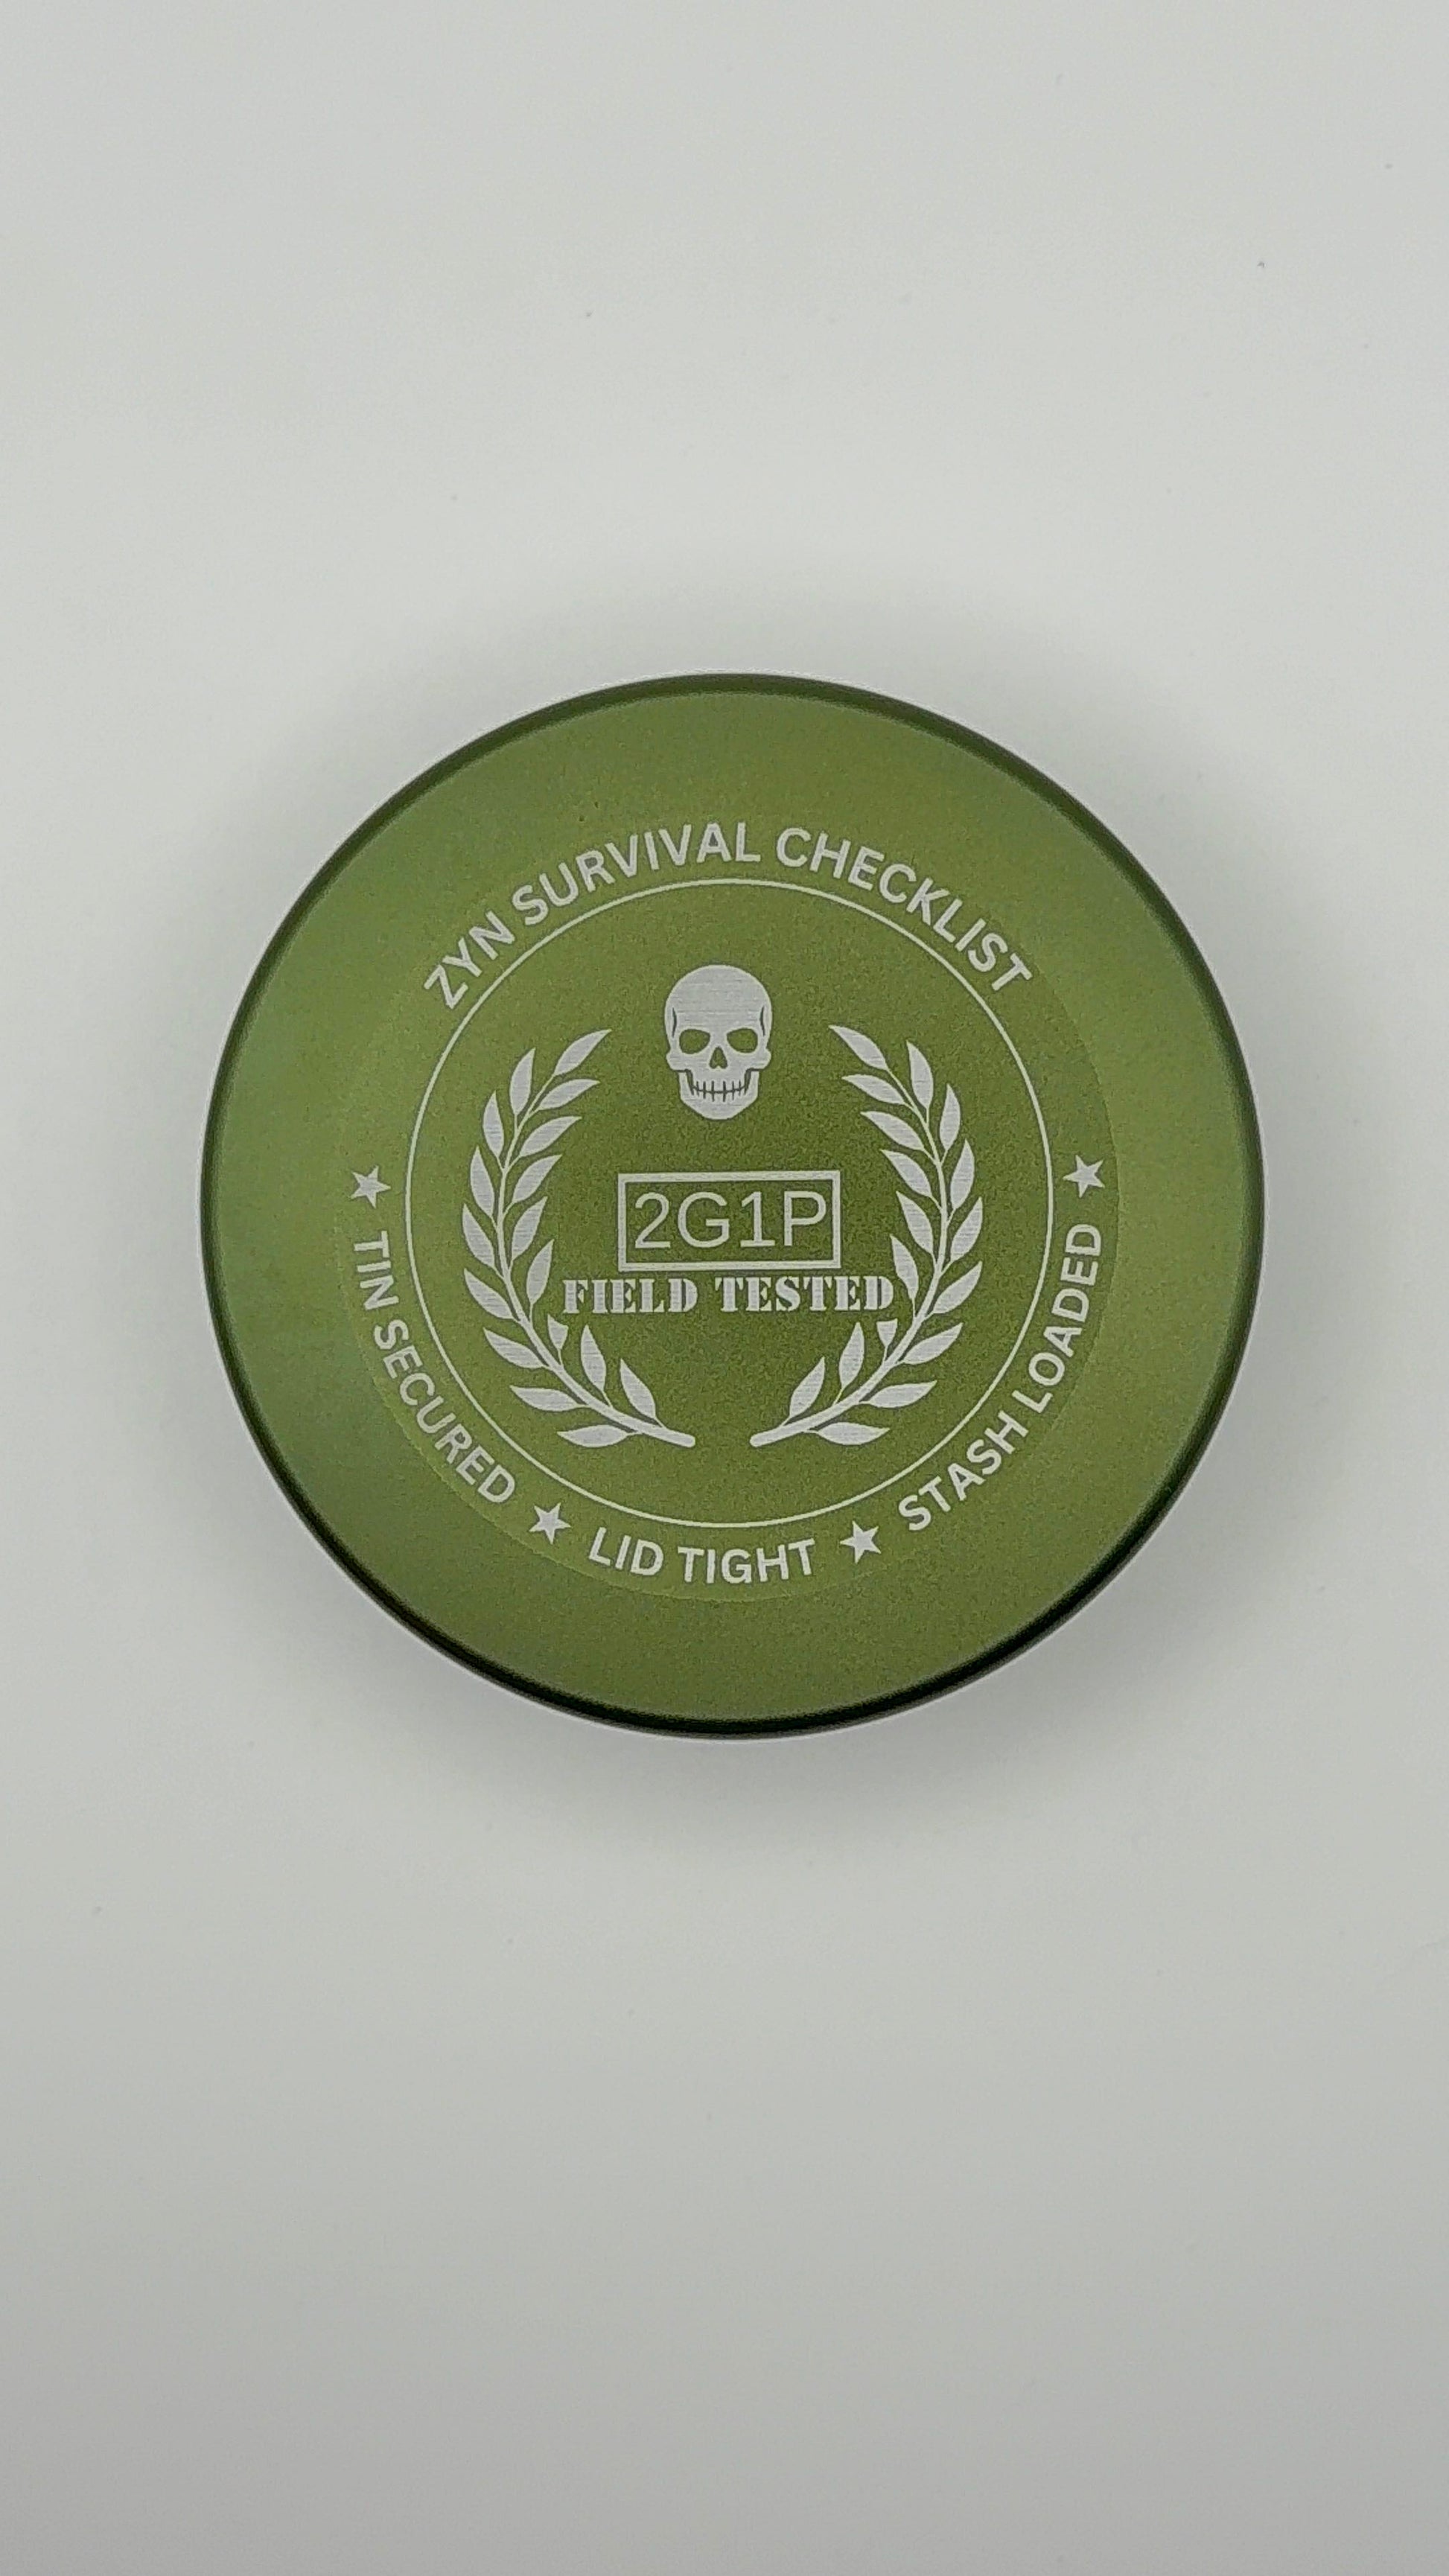 ZYN SURVIVAL CHECKLIST
2G1P
FIELD TESTED
★ TIN SECURED ★ LID TIGHT ★ STASH LOADED ★